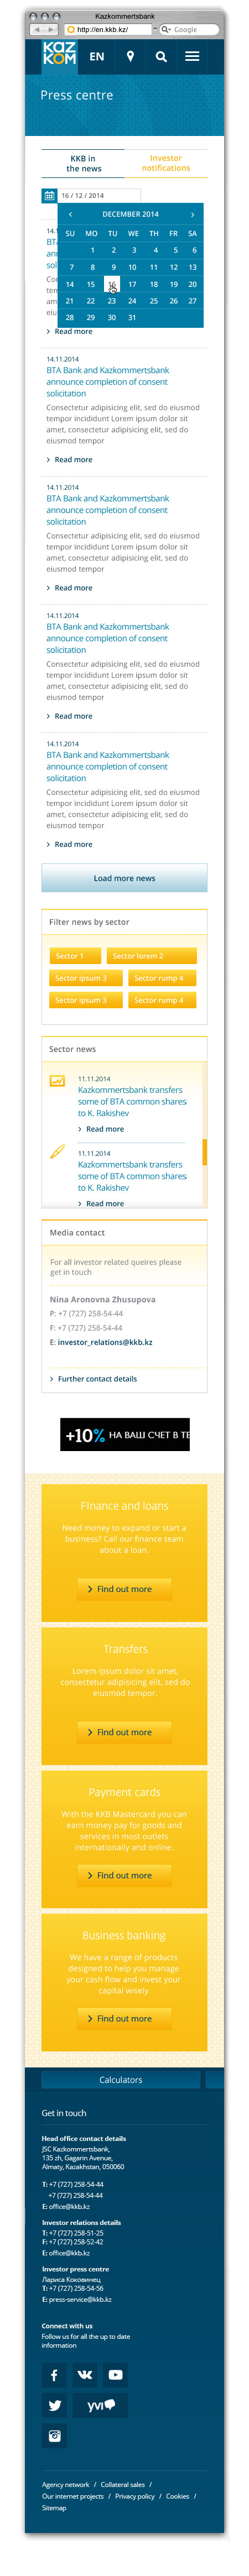 Kazkommertsbank
http://en.kkb.kz/
Google
KAZ
KOM
EN
Press centre
KKB in
the news
Investor
notifications
16 / 12 / 2014
DECEMBER 2014
SU MO TU WE TH FR SA
1 2 3 4 5 6
7 8 9 10 11 12 13
14 15 16 17 18 19 20
21 22 23 24 25 26 27
28 29 30 31
Read more
14.11.2014
BTA Bank and Kazkommertsbank
announce completion of consent
solicitation
Consectetur adipisicing elit, sed do eiusmod
tempor incididunt Lorem ipsum dolor sit
amet, consectetur adipisicing elit, sed do
eiusmod tempor
Read more
14.11.2014
BTA Bank and Kazkommertsbank
announce completion of consent
solicitation
Consectetur adipisicing elit, sed do eiusmod
tempor incididunt Lorem ipsum dolor sit
amet, consectetur adipisicing elit, sed do
eiusmod tempor
Read more
14.11.2014
BTA Bank and Kazkommertsbank
announce completion of consent
solicitation
Consectetur adipisicing elit, sed do eiusmod
tempor incididunt Lorem ipsum dolor sit
amet, consectetur adipisicing elit, sed do
eiusmod tempor
Read more
14.11.2014
BTA Bank and Kazkommertsbank
announce completion of consent
solicitation
Consectetur adipisicing elit, sed do eiusmod
tempor incididunt Lorem ipsum dolor sit
amet, consectetur adipisicing elit, sed do
eiusmod tempor
Read more
Load more news
Filter news by sector
Sector 1 Sector lorem 2
Sector ipsum 3 Sector rump 4
Sector ipsum 3 Sector rump 4
Sector news
11.11.2014
Kazkommertsbank transfers
some of BTA common shares
to K. Rakishev
Read more
11.11.2014
Kazkommertsbank transfers
some of BTA common shares
to K. Rakishev
Read more
Media contact
For all investor related queires please
get in touch
Nina Aronovna Zhusupova
P: +7 (727) 258-54-44
F: +7 (727) 258-54-44
E: investor_relations@kkb.kz
Further contact details
+10% НА ВАШ СЧЕТ В ТЕ
Finance and loans
Need money to expand or start a
business? Call our finance team
about a loan.
Find out more
Transfers
Lorem ipsum dolor sit amet,
consectetur adipisicing elit, sed do
eiusmod tempor.
Find out more
Payment cards
With the KKB Mastercard you can
earn money pay for goods and
services in most outlets
internationally and online.
Find out more
Business banking
We have a range of products
designed to help you manage
your cash flow and invest your
capital wisely
Find out more
Calculators
Get in touch
Head office contact details
JSC Kazkommertsbank,
135 zh, Gagarin Avenue,
Almaty, Kazakhstan, 050060
T: +7 (727) 258-54-44
+7 (727) 258-54-44
E: office@kkb.kz
Investor relations details
T: +7 (727) 258-51-25
F: +7 (727) 258-52-42
E: office@kkb.kz
Investor press centre
Лариса Коковинец
T: +7 (727) 258-54-56
E: press-service@kkb.kz
Connect with us
Follow us for all the up to date
information
yvi
Agency network / Collateral sales /
Our internet projects / Privacy policy / Cookies /
Sitemap